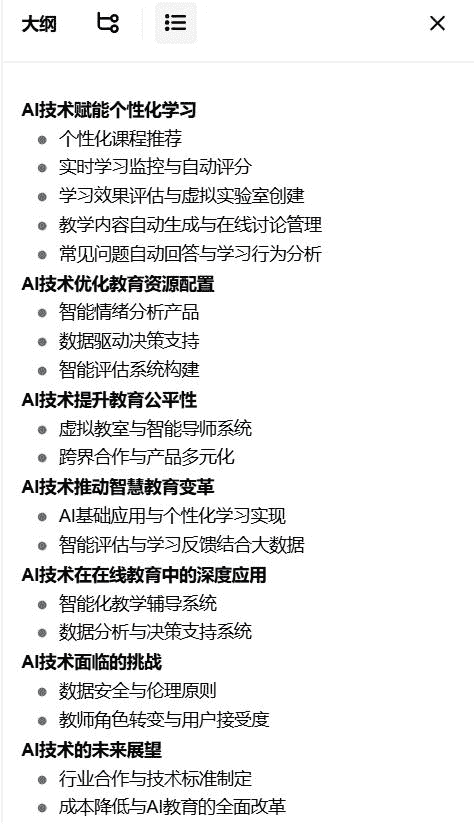 大纲
AI技术赋能个性化学习
个性化课程推荐
实时学习监控与自动评分
学习效果评估与虚拟实验室创建
教学内容自动生成与在线讨论管理
常见问题自动回答与学习行为分析
AI技术优化教育资源配置
智能情绪分析产品
数据驱动决策支持
智能评估系统构建
AI技术提升教育公平性
虚拟教室与智能导师系统
跨界合作与产品多元化
AI技术推动智慧教育变革
AI基础应用与个性化学习实现
智能评估与学习反馈结合大数据
AI技术在在线教育中的深度应用
智能化教学辅导系统
数据分析与决策支持系统
AI技术面临的挑战
数据安全与伦理原则
教师角色转变与用户接受度
AI技术的未来展望
行业合作与技术标准制定
成本降低与AI教育的全面改革